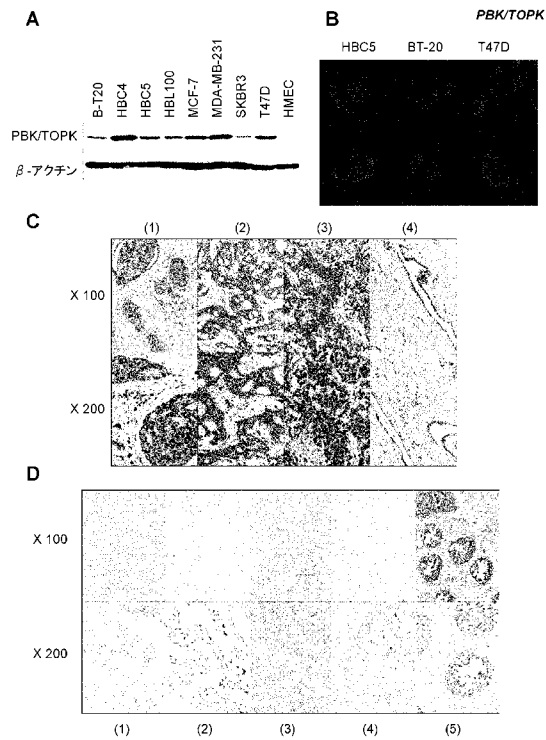 A
B-T20 HBC4 HBC5 HBL100 MCF-7 MDA-MB-231 SKBR3 T47D HMEC
PBK/TOPK
β-アクチン
B
PBK/TOPK
HBC5 BT-20 T47D
C
(1) (2) (3) (4)
X 100
X 200
D
X 100
X 200
(1) (2) (3) (4) (5)